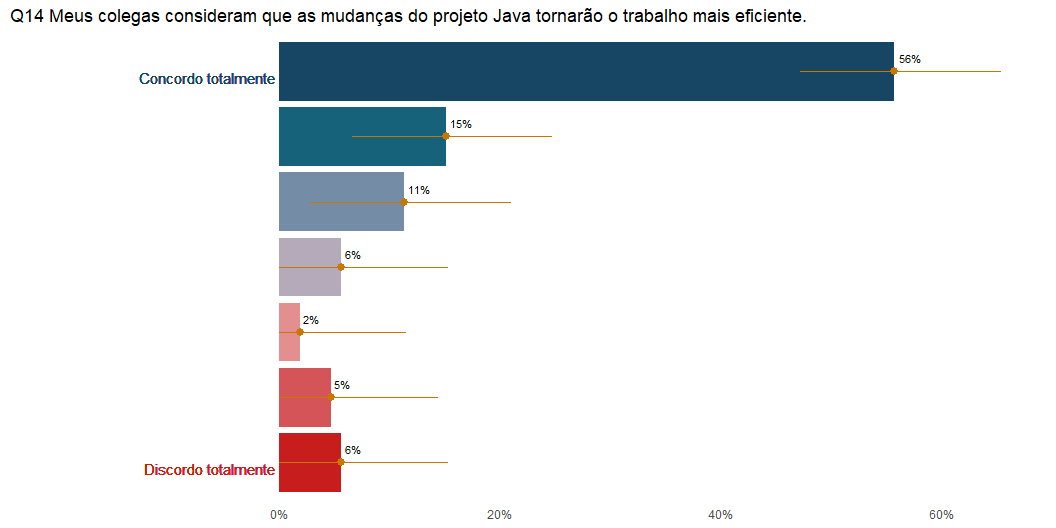 Q14 Meus colegas consideram que as mudanças do projeto Java tornarão o trabalho mais eficiente.
Concordo totalmente
56%
15%
11%
6%
2%
5%
6%
Discordo totalmente
0% 20% 40% 60%